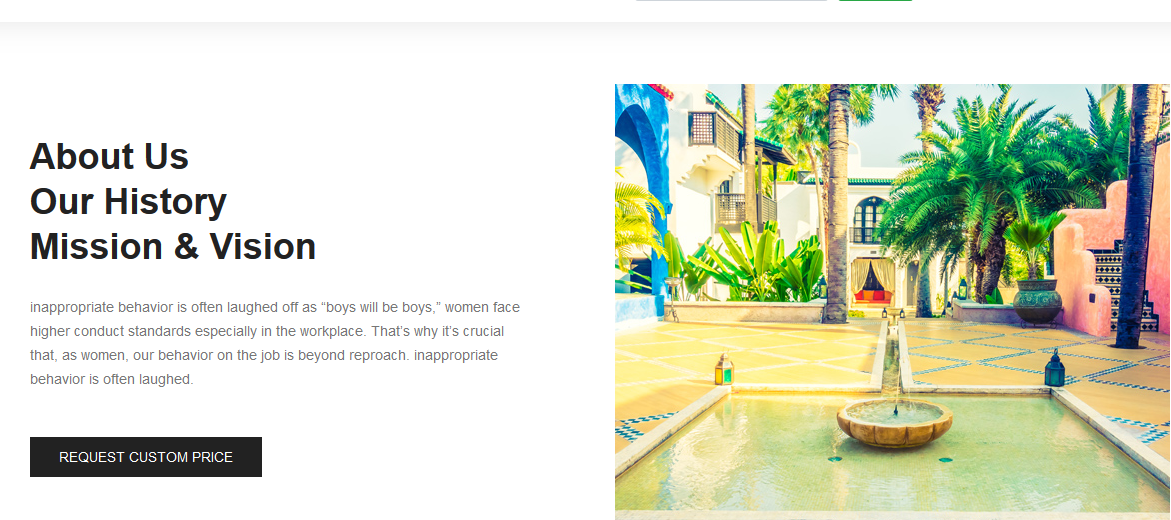 About Us
Our History
Mission & Vision
inappropriate behavior is often laughed off as “boys will be boys,” women face
higher conduct standards especially in the workplace. That’s why it’s crucial
that, as women, our behavior on the job is beyond reproach. inappropriate
behavior is often laughed.
REQUEST CUSTOM PRICE